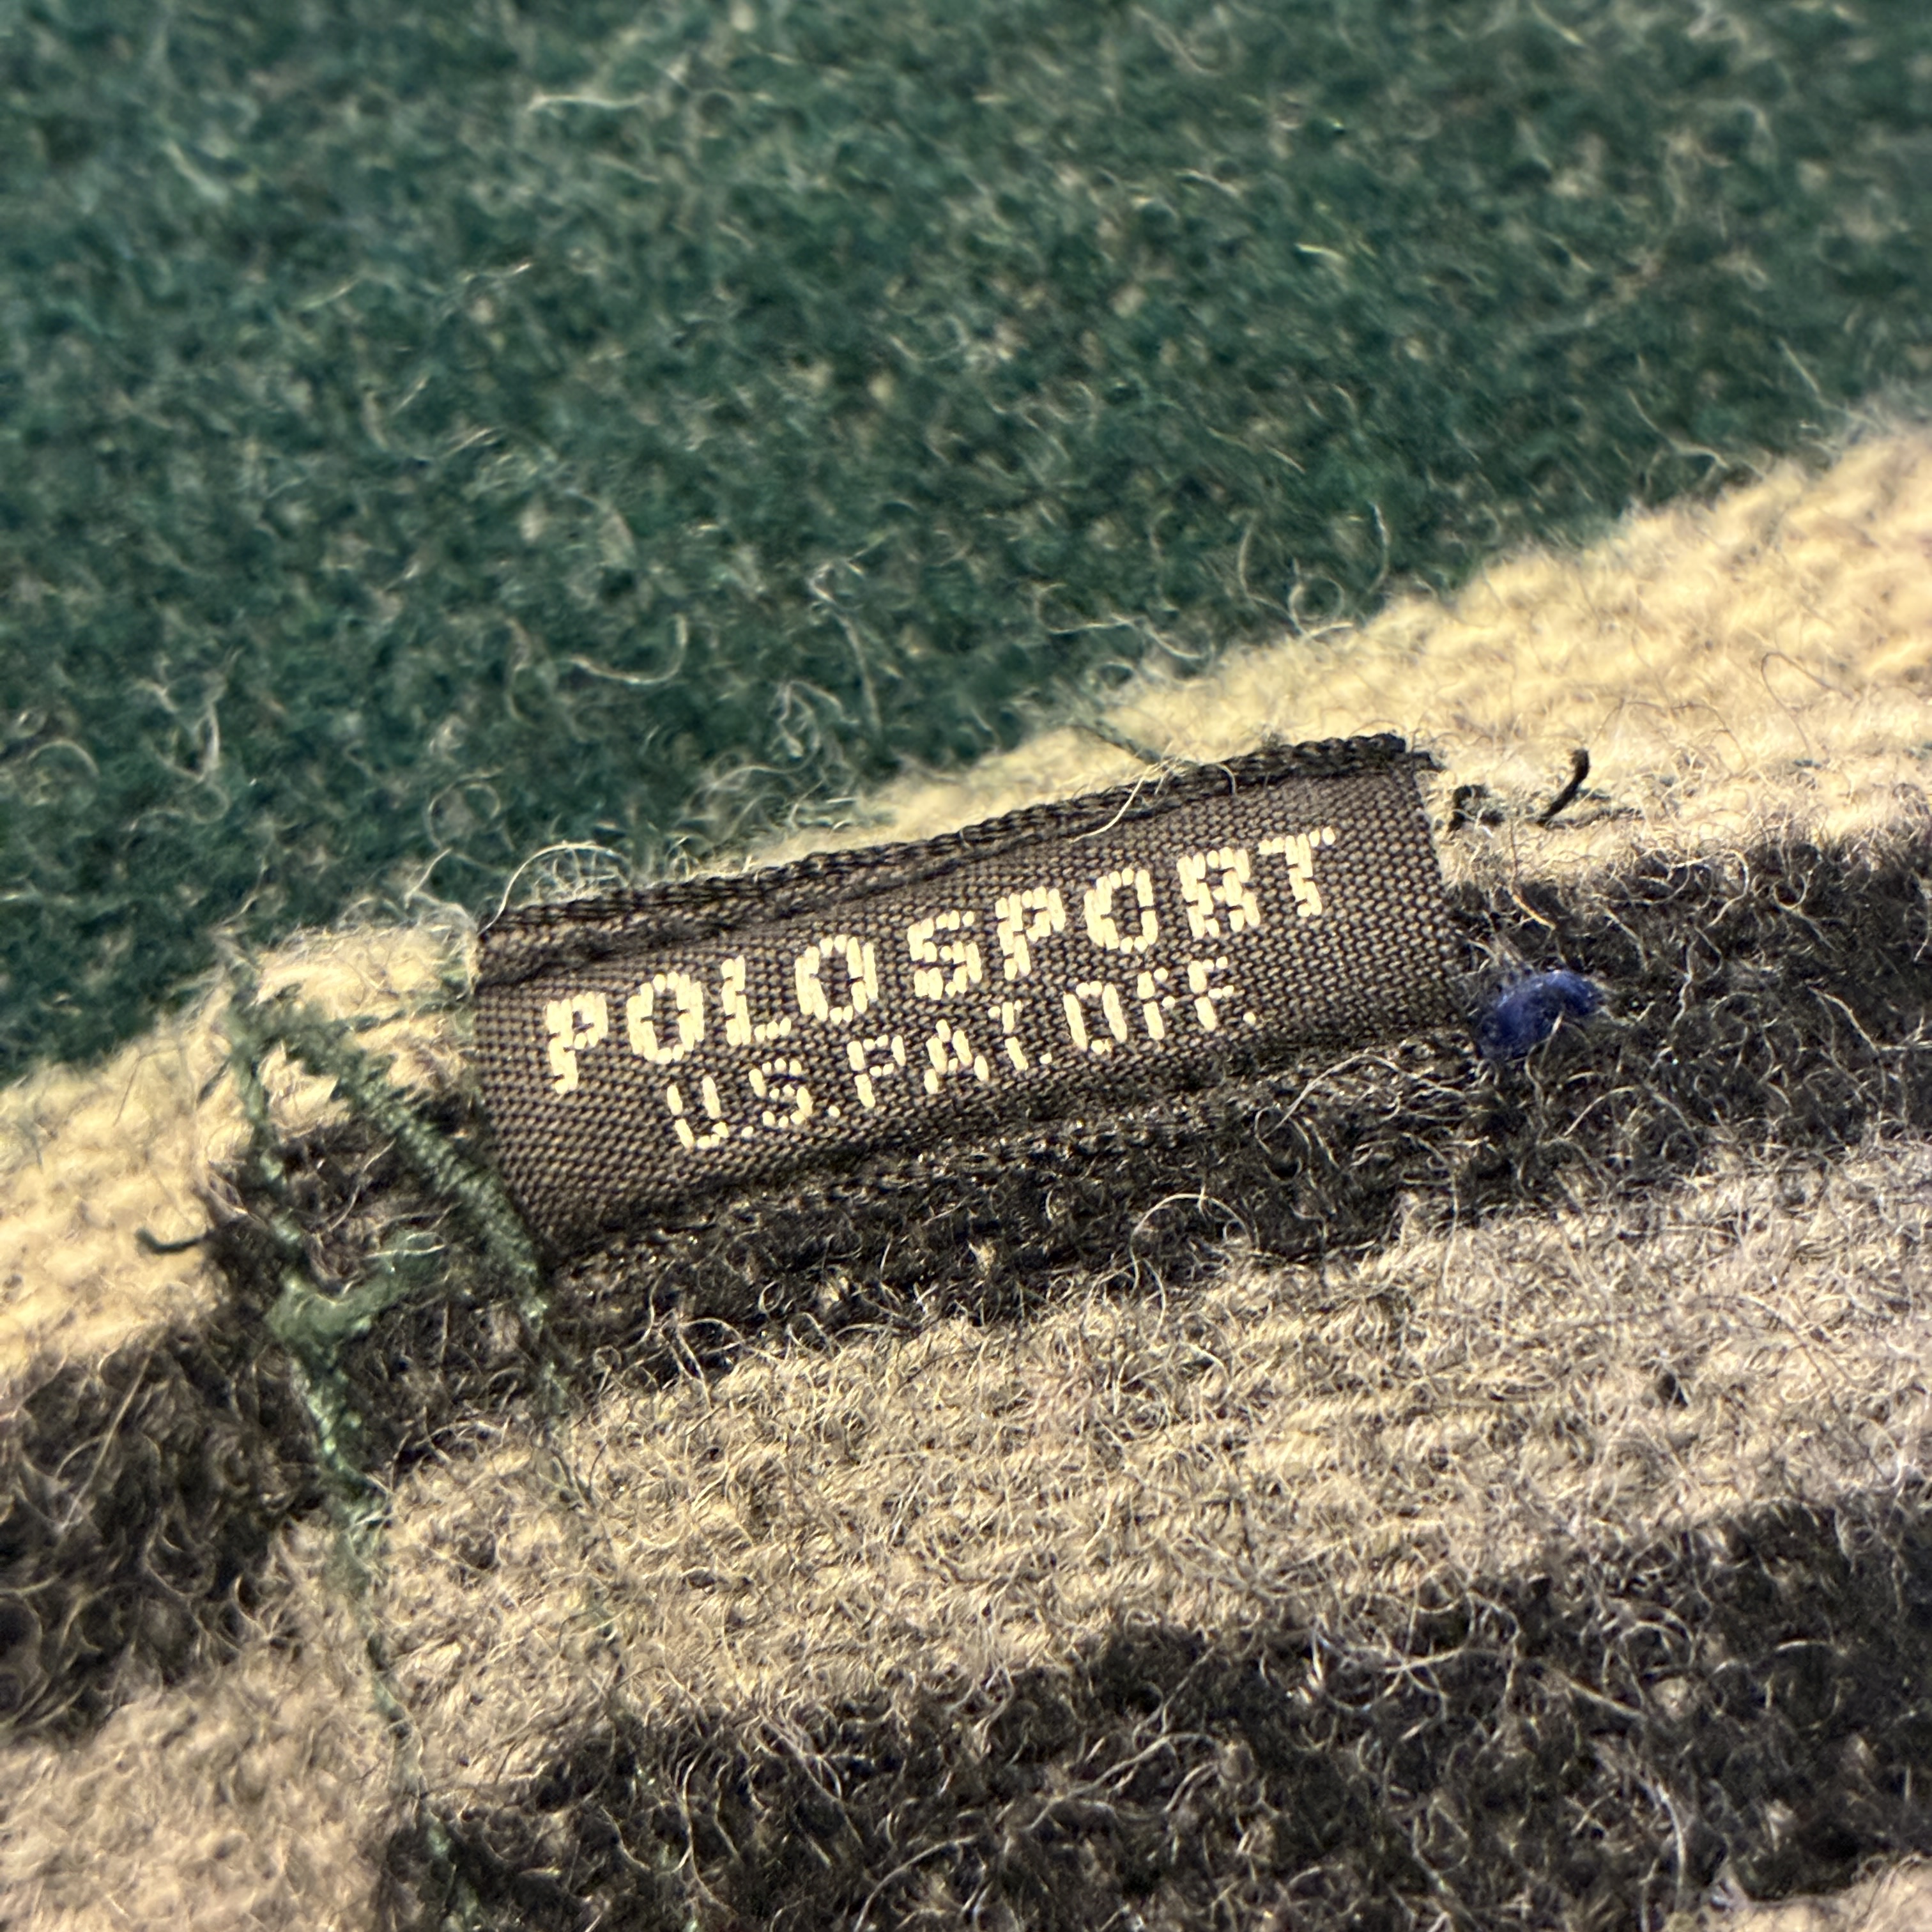 POLO SPORT
U.S. PAT. OFF.